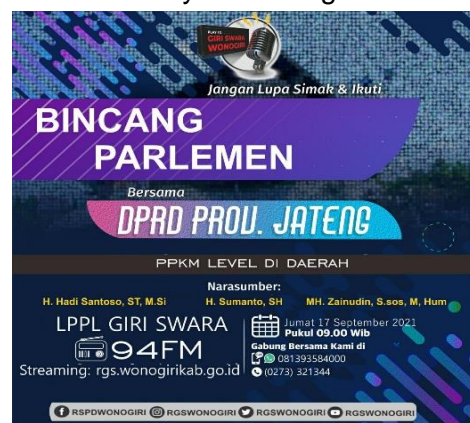 GIRI SWARA
WONOGIRI
Jangan Lupa Simak & Ikuti
BINCANG
PARLEMEN
Bersama
DPRD PROV. JATENG
PPKM LEVEL DI DAERAH
Narasumber:
H. Hadi Santoso, ST, M.Si H. Sumanto, SH MH. Zainudin, S.sos, M, Hum
LPPL GIRI SWARA
94FM
Streaming: rgs.wonogirikab.go.id
Jumat 17 September 2021
Pukul 09.00 Wib
Gabung Bersama Kami di
081393584000
(0273) 321344
RSPDWONOGIRI RGSWONOGIRI RGSWONOGIRI RGSWONOGIRI